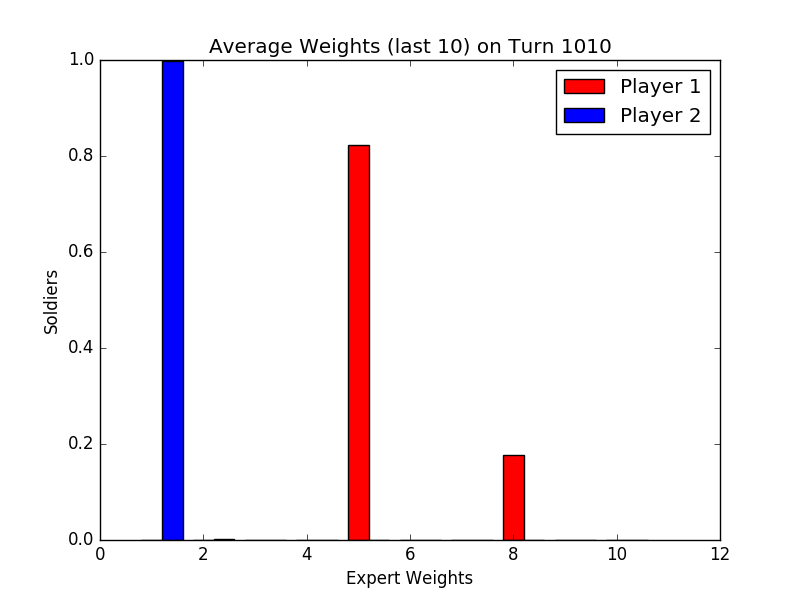 Average Weights (last 10) on Turn 1010
Player 1
Player 2
1.0
0.8
0.6
0.4
0.2
0.0
Soldiers
0 2 4 6 8 10 12
Expert Weights